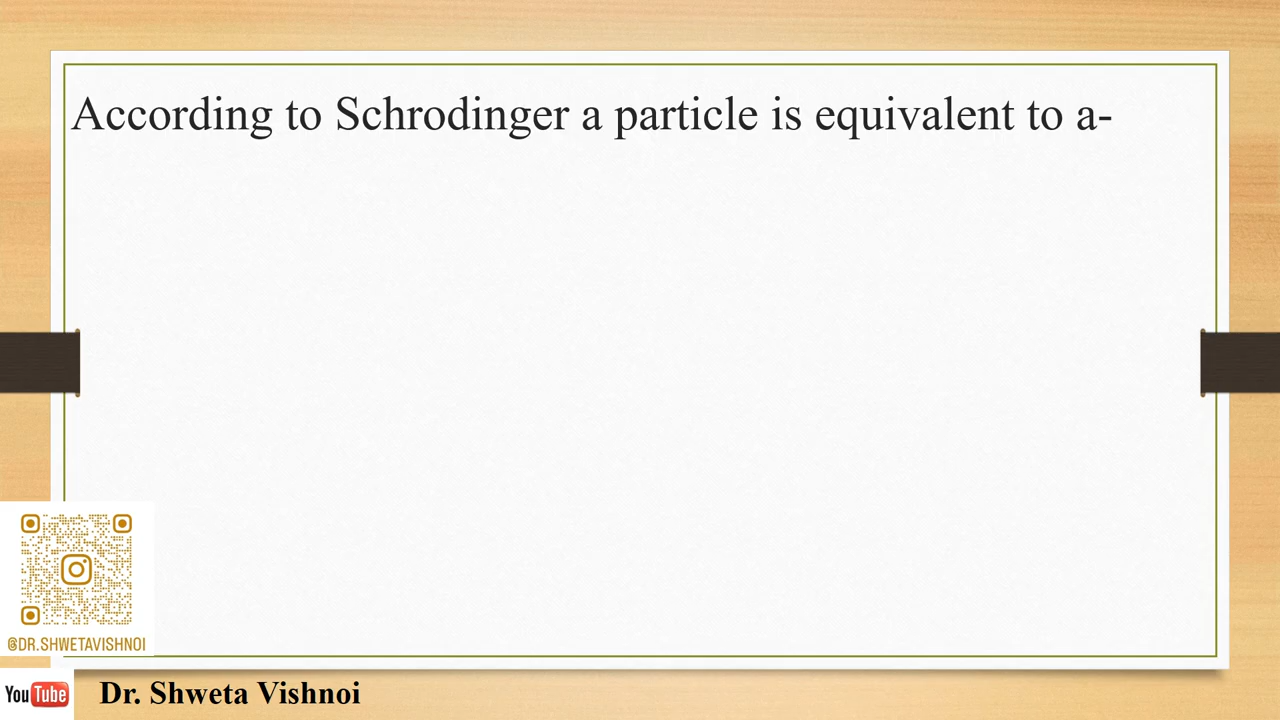 According to Schrodinger a particle is equivalent to a-
@DR.SHWETAVISHNOI
YouTube
Dr. Shweta Vishnoi